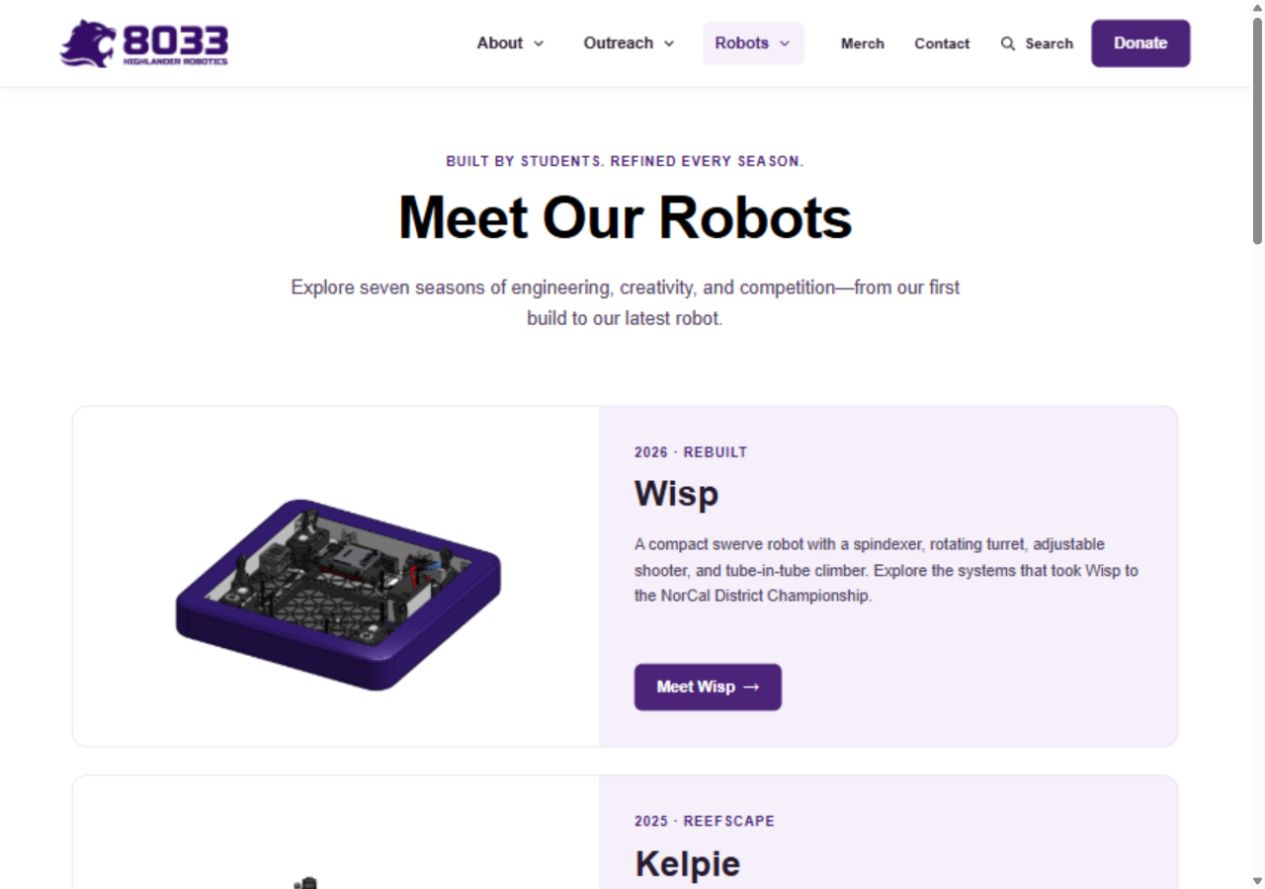 8033
HIGHLANDER ROBOTICS
About
Outreach
Robots
Merch
Contact
Search
Donate
BUILT BY STUDENTS. REFINED EVERY SEASON.
Meet Our Robots
Explore seven seasons of engineering, creativity, and competition—from our first
build to our latest robot.
2026 · REBUILT
Wisp
A compact swerve robot with a spindexer, rotating turret, adjustable
shooter, and tube-in-tube climber. Explore the systems that took Wisp to
the NorCal District Championship.
Meet Wisp →
2025 · REEFSCAPE
Kelpie